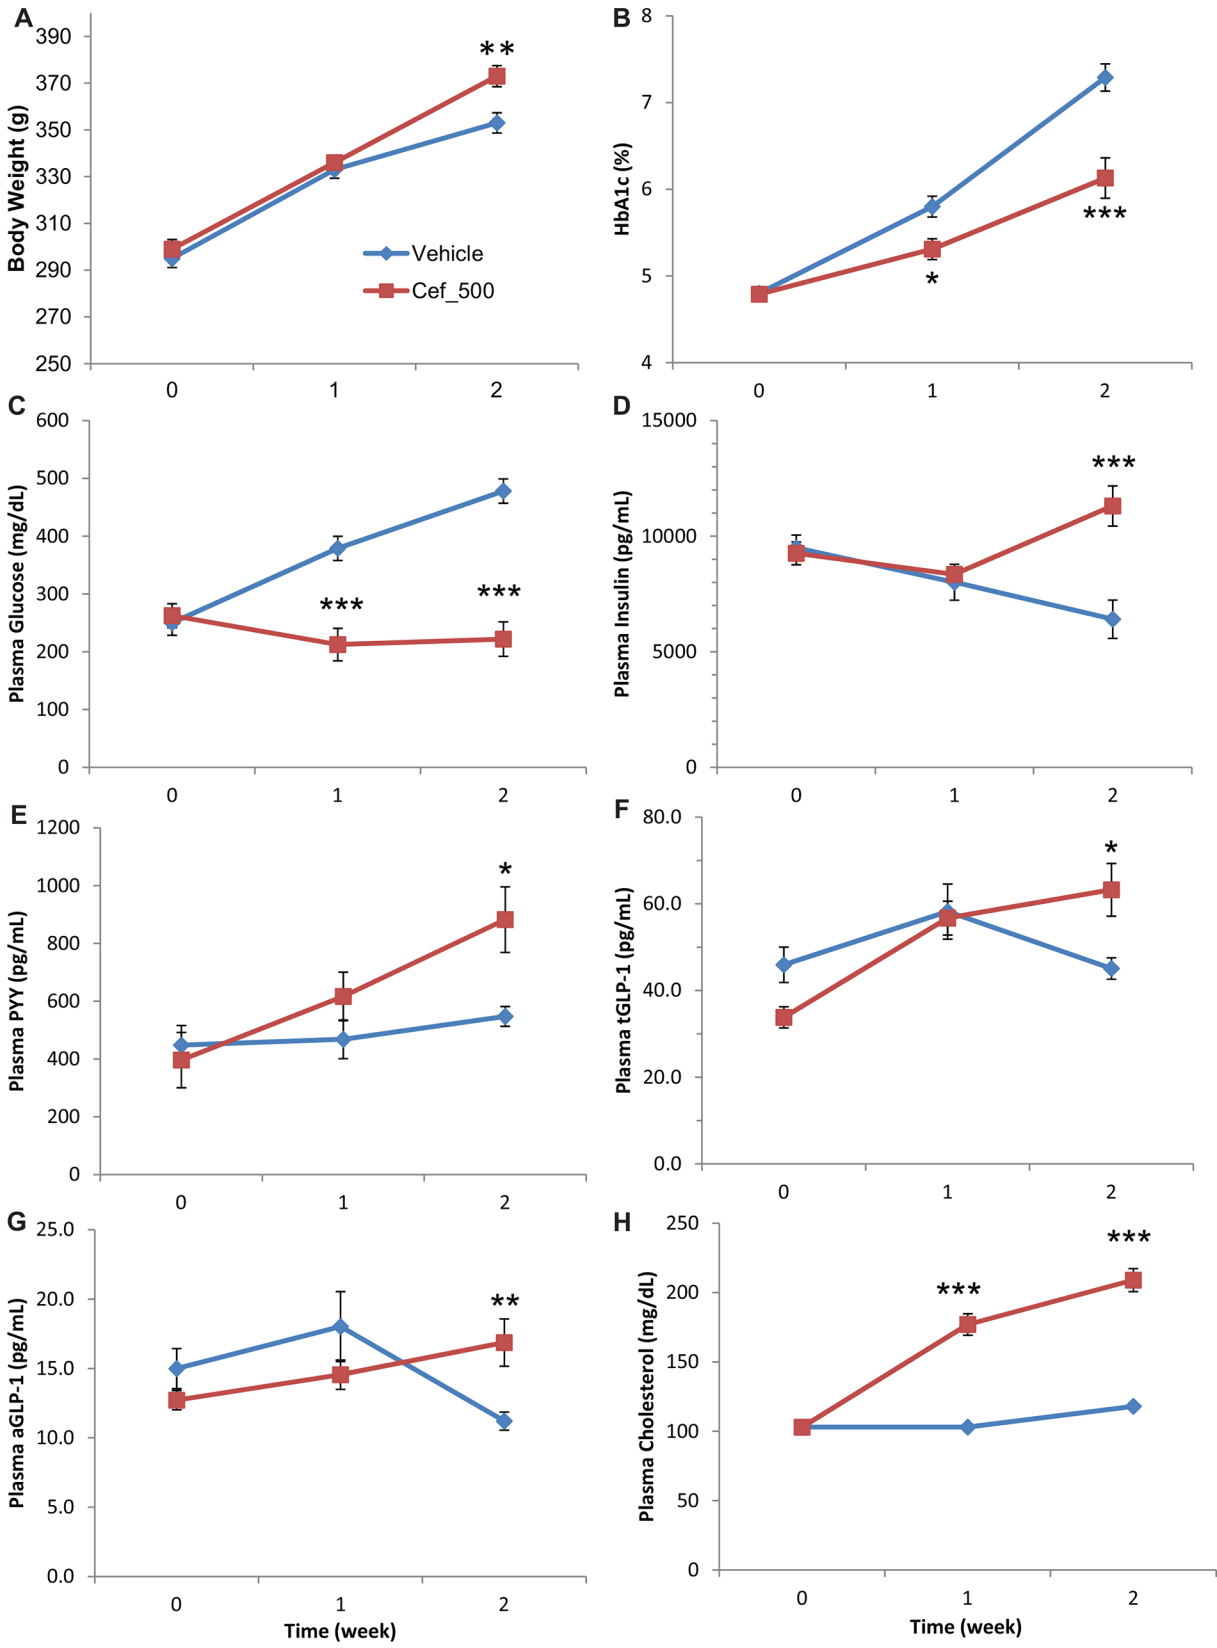 A
Body Weight (g)
390
370
350
330
310
290
270
250
0 1 2
**
Vehicle
Cef_500
B
HbA1c (%)
8
7
6
5
4
0 1 2
*
***
C
Plasma Glucose (mg/dL)
600
500
400
300
200
100
0
0 1 2
***
***
D
Plasma Insulin (pg/mL)
15000
10000
5000
0
0 1 2
***
E
Plasma PYY (pg/mL)
1200
1000
800
600
400
200
0
0 1 2
*
F
Plasma tGLP-1 (pg/mL)
80.0
60.0
40.0
20.0
0.0
0 1 2
*
G
Plasma aGLP-1 (pg/mL)
25.0
20.0
15.0
10.0
5.0
0.0
0 1 2
**
Time (week)
H
Plasma Cholesterol (mg/dL)
250
200
150
100
50
0
0 1 2
***
***
Time (week)